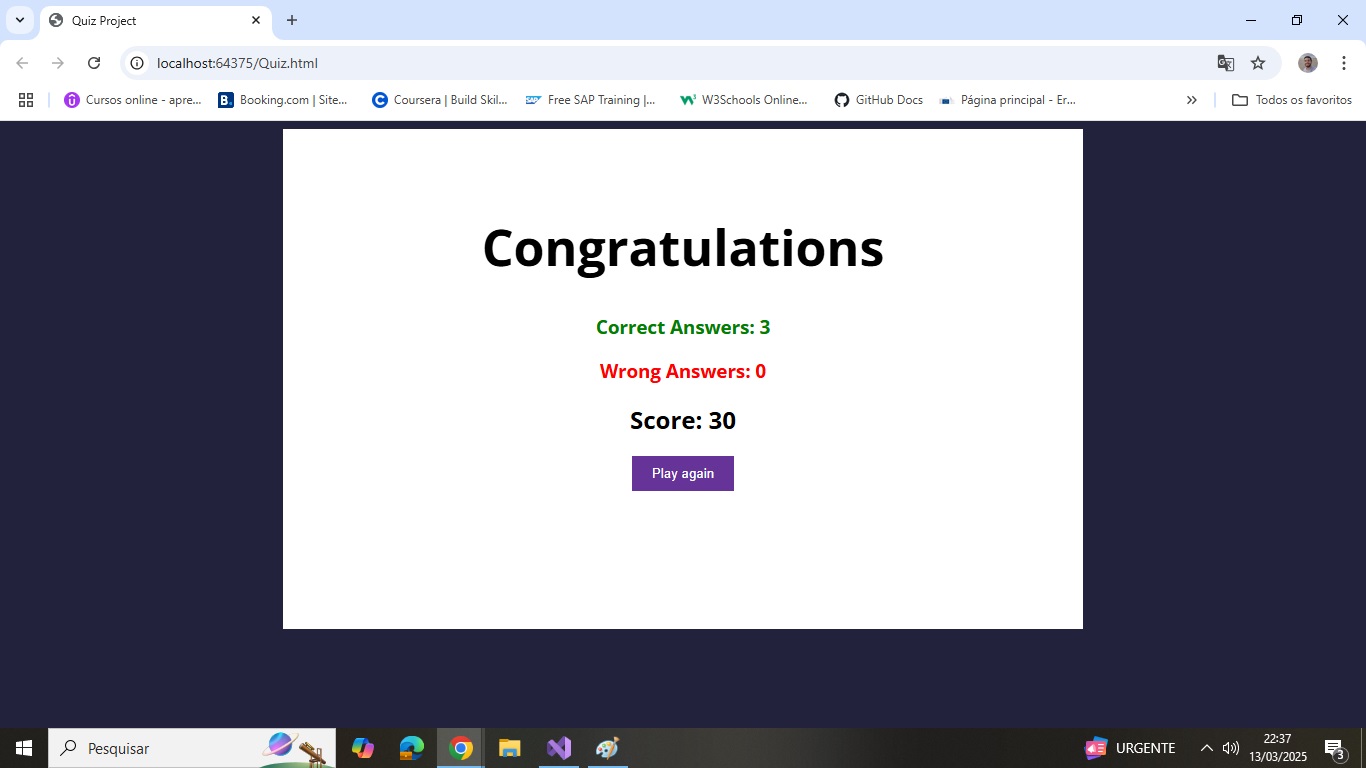 Quiz Project
localhost:64375/Quiz.html
Cursos online - apre...
B.
Booking.com | Site...
Coursera | Build Skil...
SAP
Free SAP Training |...
W3Schools Online...
GitHub Docs
Página principal - Er...
Todos os favoritos
Congratulations
Correct Answers: 3
Wrong Answers: 0
Score: 30
Play again
Pesquisar
URGENTE
22:37
13/03/2025
3